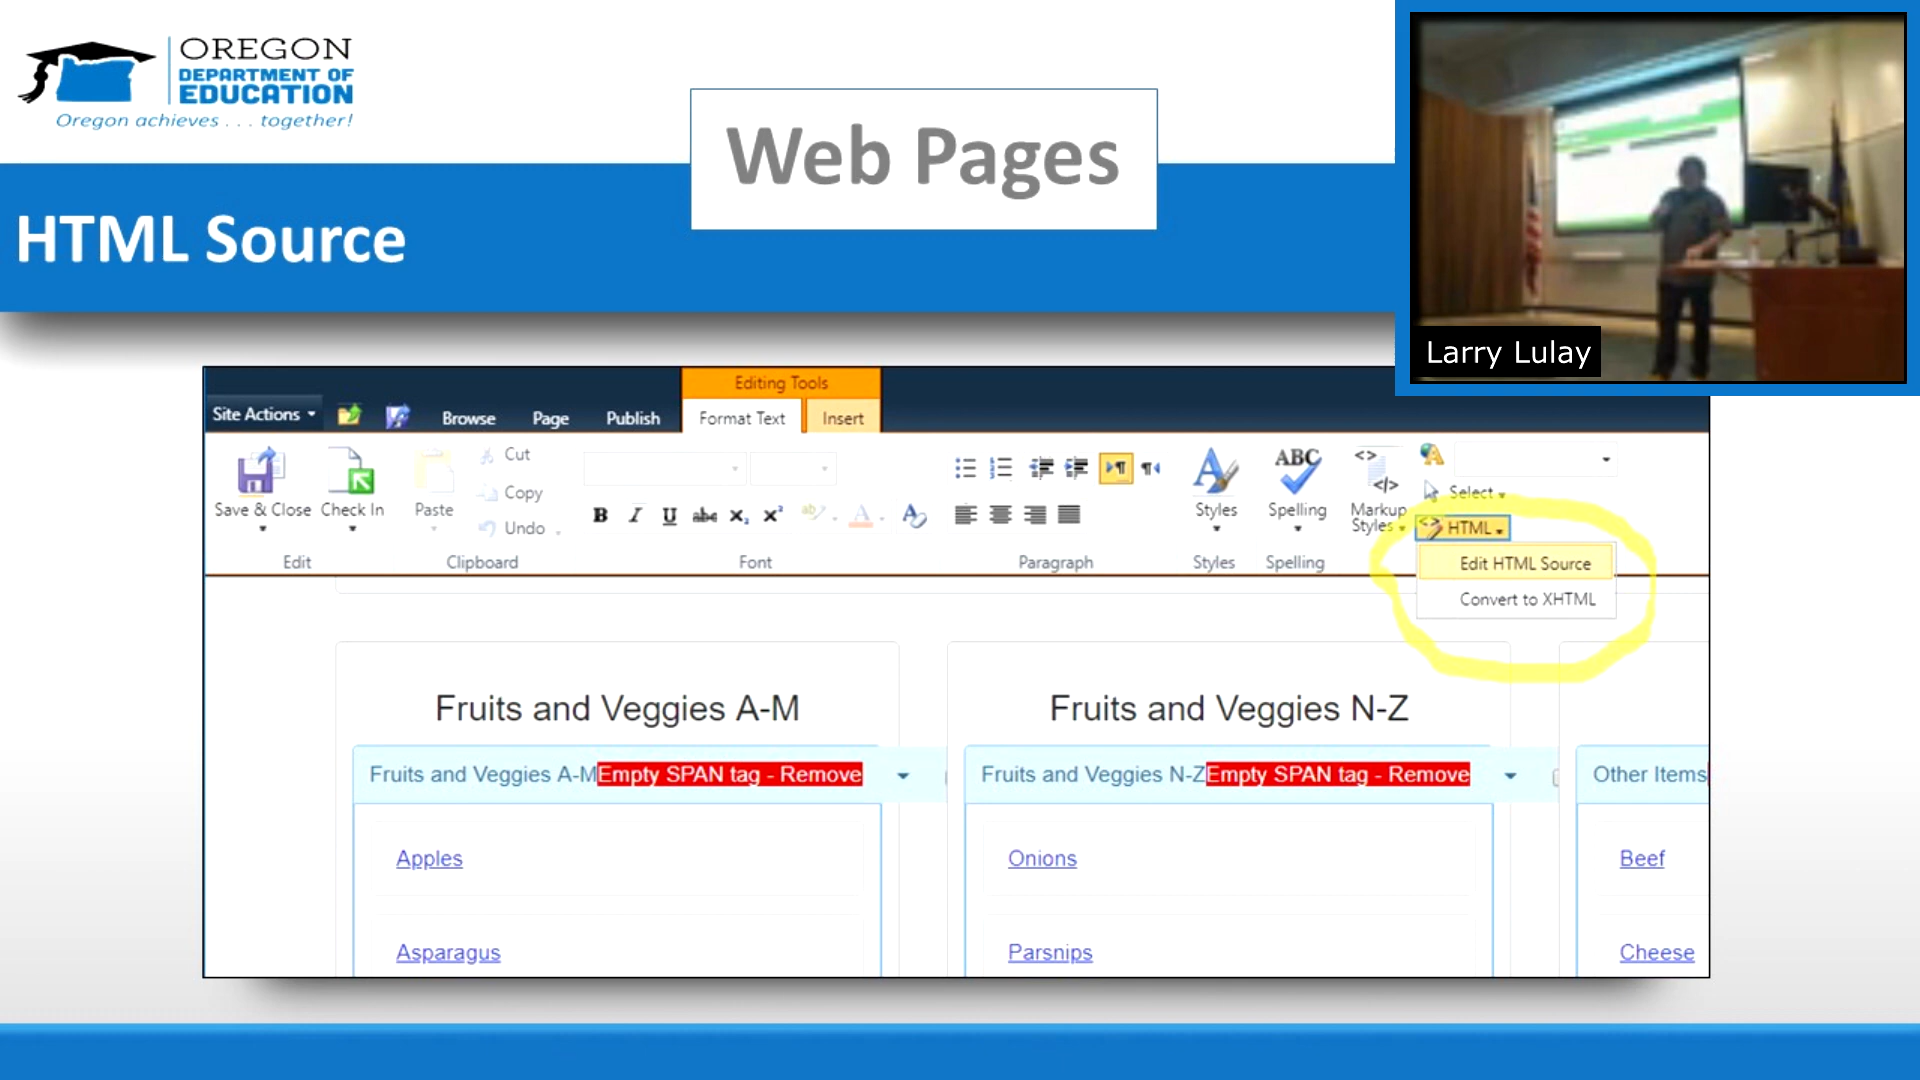 OREGON
DEPARTMENT OF
EDUCATION
Oregon achieves . . . together!
Web Pages
HTML Source
Larry Lulay
Editing Tools
Site Actions
Browse
Page
Publish
Format Text
Insert
Save & Close
Check In
Paste
Cut
Copy
Undo
B I U abc x₂ x²
ABC
Styles
Spelling
Markup
Styles
Select
HTML
Edit
Clipboard
Font
Paragraph
Styles
Spelling
Edit HTML Source
Convert to XHTML
Fruits and Veggies A-M
Fruits and Veggies N-Z
Fruits and Veggies A-MEmpty SPAN tag - Remove
Fruits and Veggies N-ZEmpty SPAN tag - Remove
Other Items
Apples
Onions
Beef
Asparagus
Parsnips
Cheese